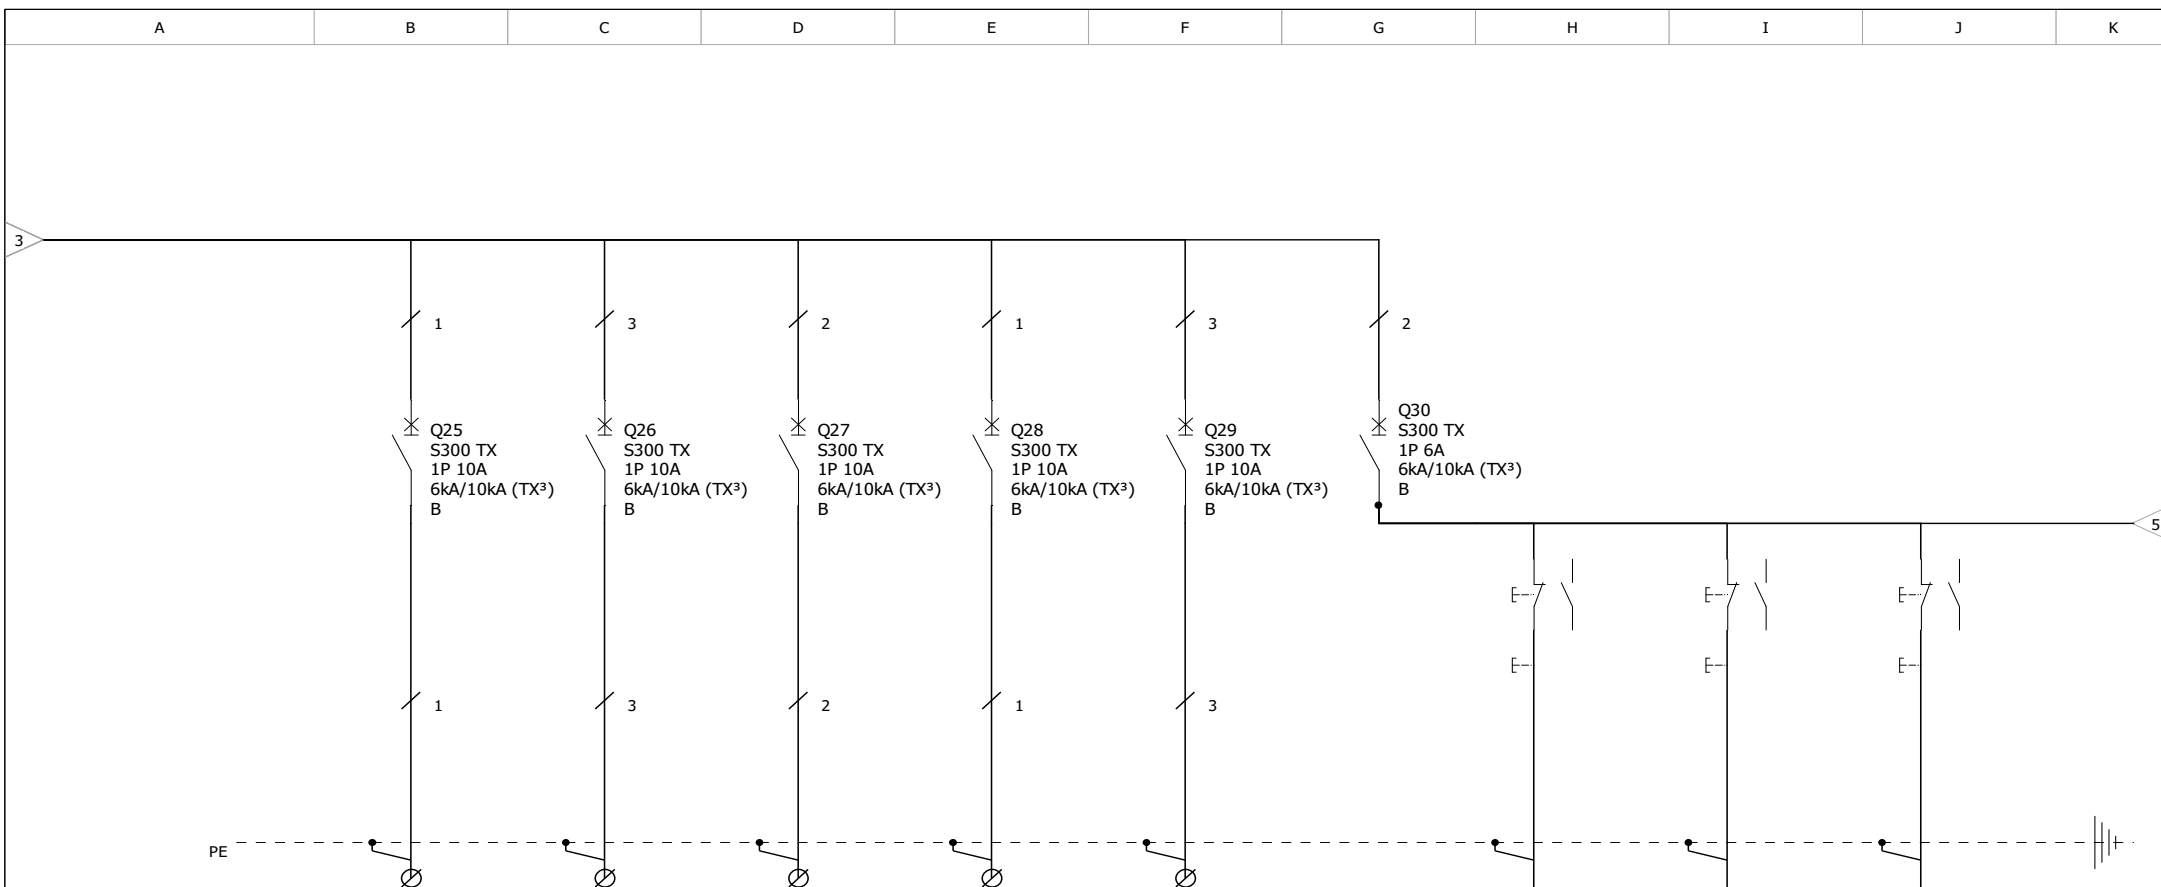 A B C D E F G H I J K
3
1 3 2 1 3 2
Q25
S300 TX
1P 10A
6kA/10kA (TX³)
B
Q26
S300 TX
1P 10A
6kA/10kA (TX³)
B
Q27
S300 TX
1P 10A
6kA/10kA (TX³)
B
Q28
S300 TX
1P 10A
6kA/10kA (TX³)
B
Q29
S300 TX
1P 10A
6kA/10kA (TX³)
B
Q30
S300 TX
1P 6A
6kA/10kA (TX³)
B
5
1 3 2 1 3
PE